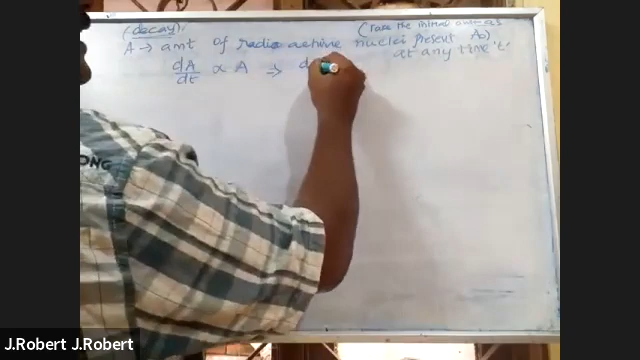 (decay).
(Take the initial as
A → amt of radio active nuclei present A₀)
at any time 't'
dA/dt ∝ A ⇒ d
ONG
J.Robert J.Robert